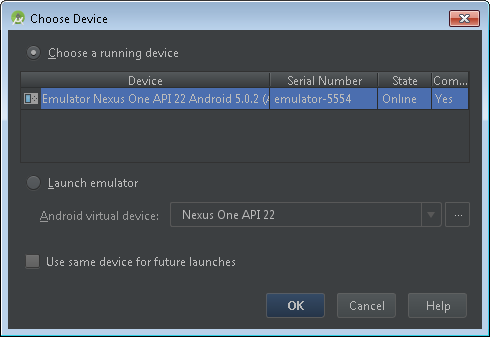 Choose Device
Choose a running device
Device Serial Number State Com...
Emulator Nexus One API 22 Android 5.0.2 (A emulator-5554 Online Yes
Launch emulator
Android virtual device: Nexus One API 22 ...
Use same device for future launches
OK Cancel Help